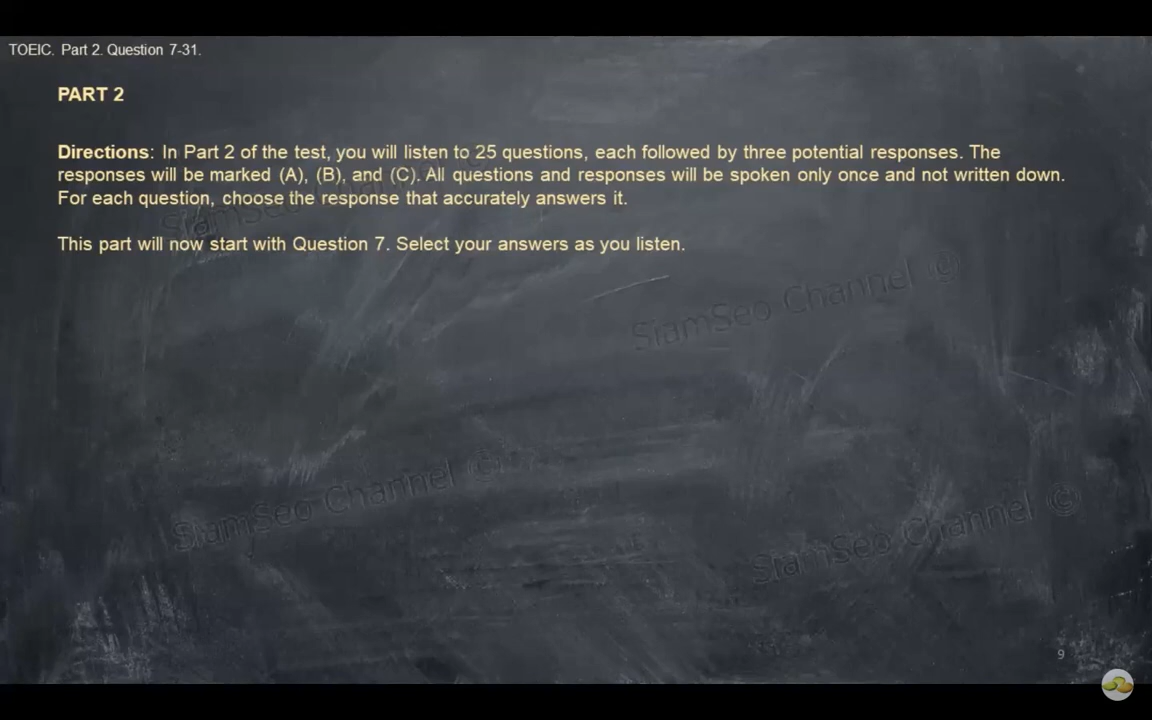 TOEIC. Part 2. Question 7-31.
PART 2
Directions: In Part 2 of the test, you will listen to 25 questions, each followed by three potential responses. The
responses will be marked (A), (B), and (C). All questions and responses will be spoken only once and not written down.
For each question, choose the response that accurately answers it.
This part will now start with Question 7. Select your answers as you listen.
SiamSeo Channel ©
SiamSeo Channel ©
SiamSeo Channel ©
SiamSeo Channel ©
9